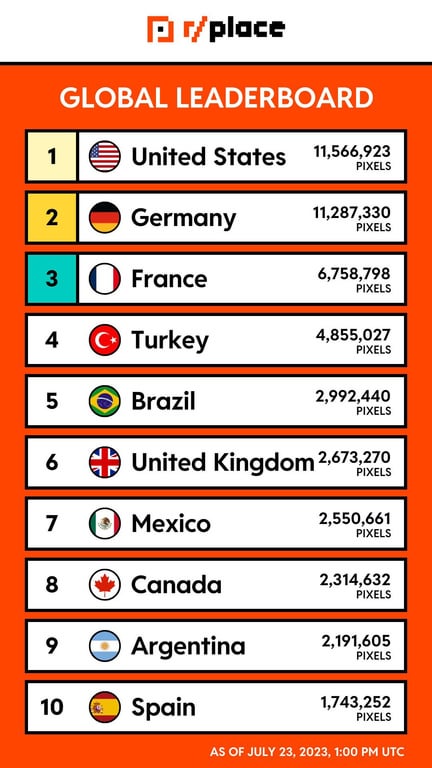 r/place
GLOBAL LEADERBOARD
1 United States 11,566,923 PIXELS
2 Germany 11,287,330 PIXELS
3 France 6,758,798 PIXELS
4 Turkey 4,855,027 PIXELS
5 Brazil 2,992,440 PIXELS
6 United Kingdom 2,673,270 PIXELS
7 Mexico 2,550,661 PIXELS
8 Canada 2,314,632 PIXELS
9 Argentina 2,191,605 PIXELS
10 Spain 1,743,252 PIXELS
AS OF JULY 23, 2023, 1:00 PM UTC